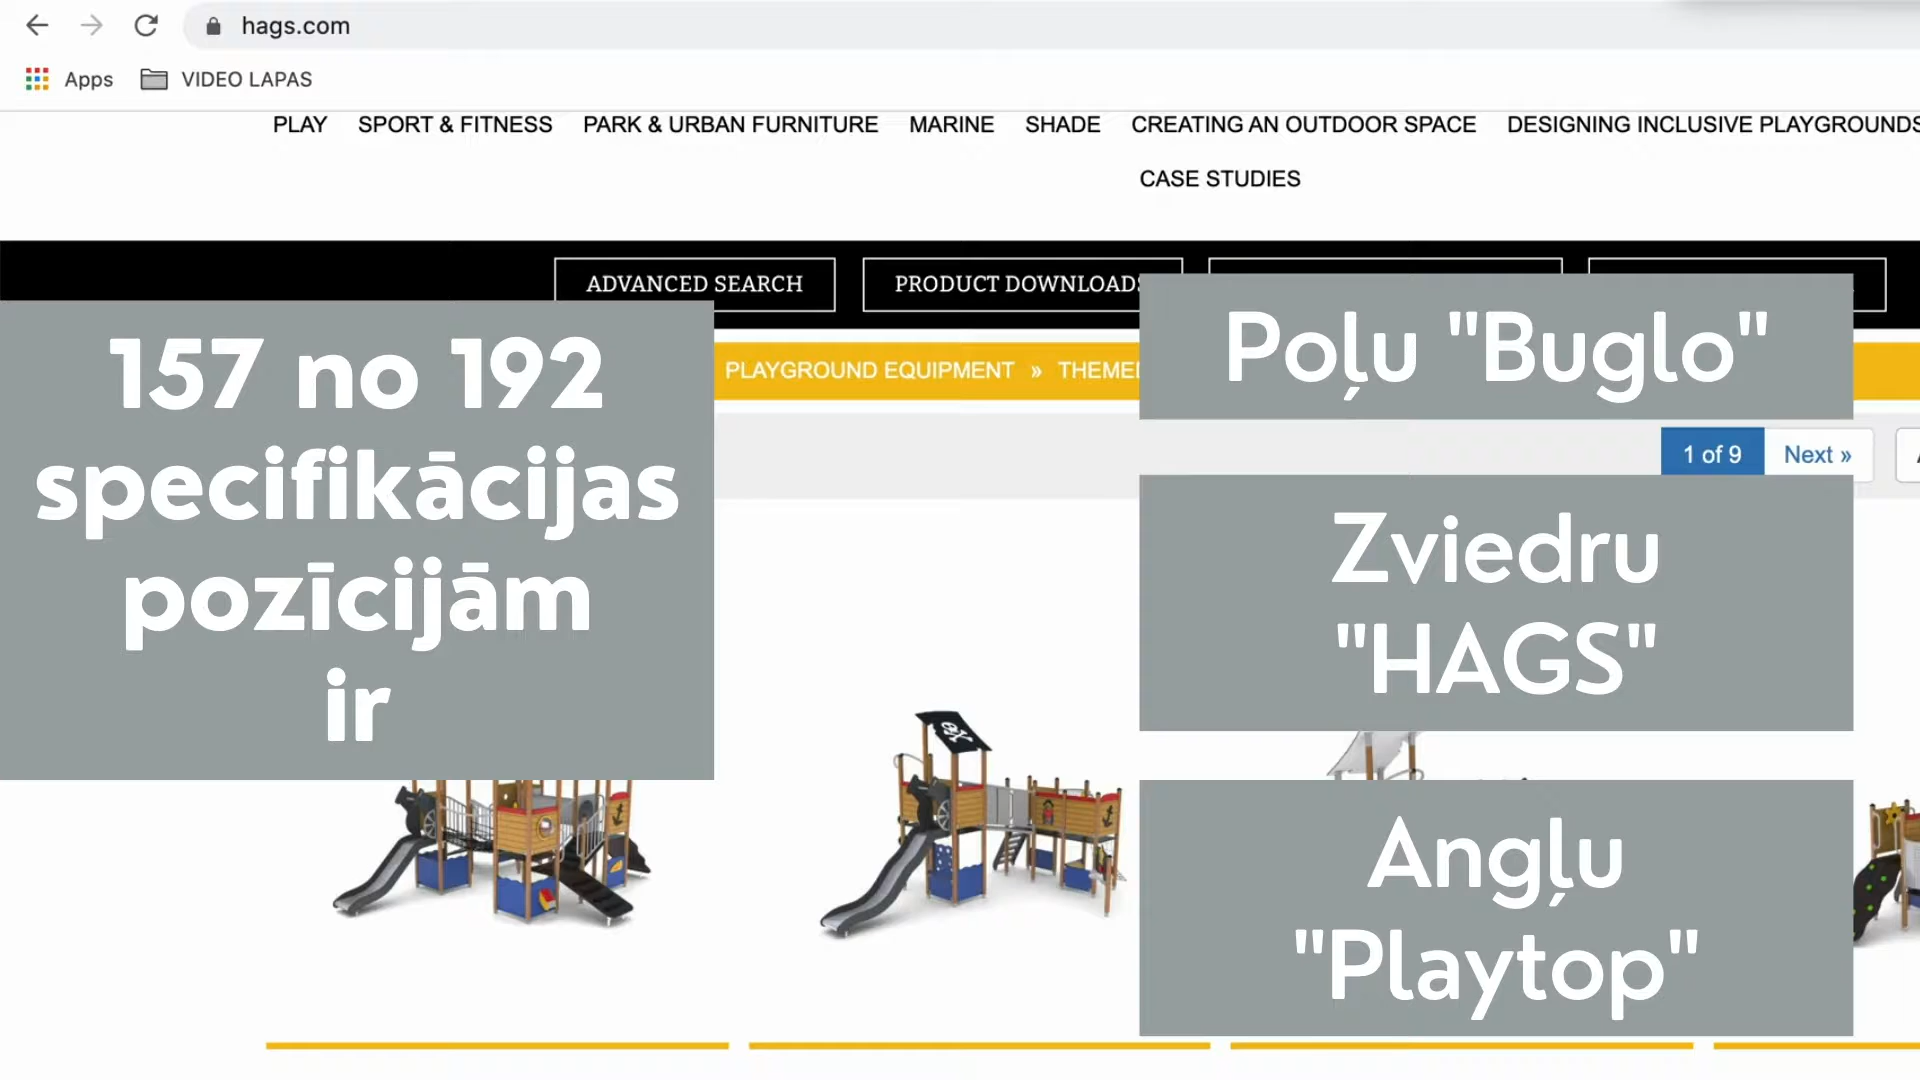 hags.com
Apps
VIDEO LAPAS
PLAY
SPORT & FITNESS
PARK & URBAN FURNITURE
MARINE
SHADE
CREATING AN OUTDOOR SPACE
DESIGNING INCLUSIVE PLAYGROUNDS
CASE STUDIES
ADVANCED SEARCH
PRODUCT DOWNLOADS
157 no 192
specifikācijas
pozīcijām
ir
PLAYGROUND EQUIPMENT »
Poļu "Buglo"
1 of 9
Next »
Zviedru
"HAGS"
Angļu
"Playtop"